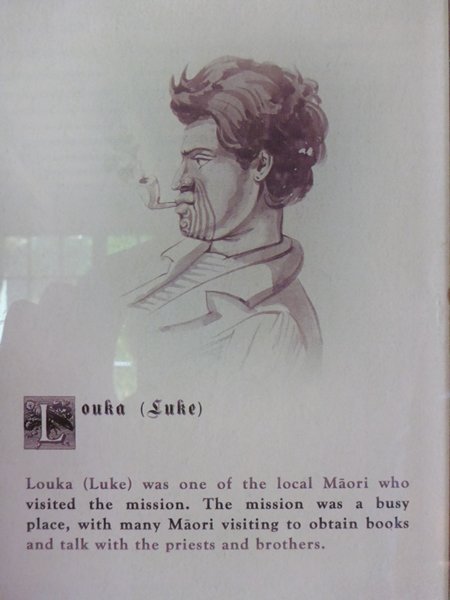 Louka (Luke)
Louka (Luke) was one of the local Māori who
visited the mission. The mission was a busy
place, with many Māori visiting to obtain books
and talk with the priests and brothers.